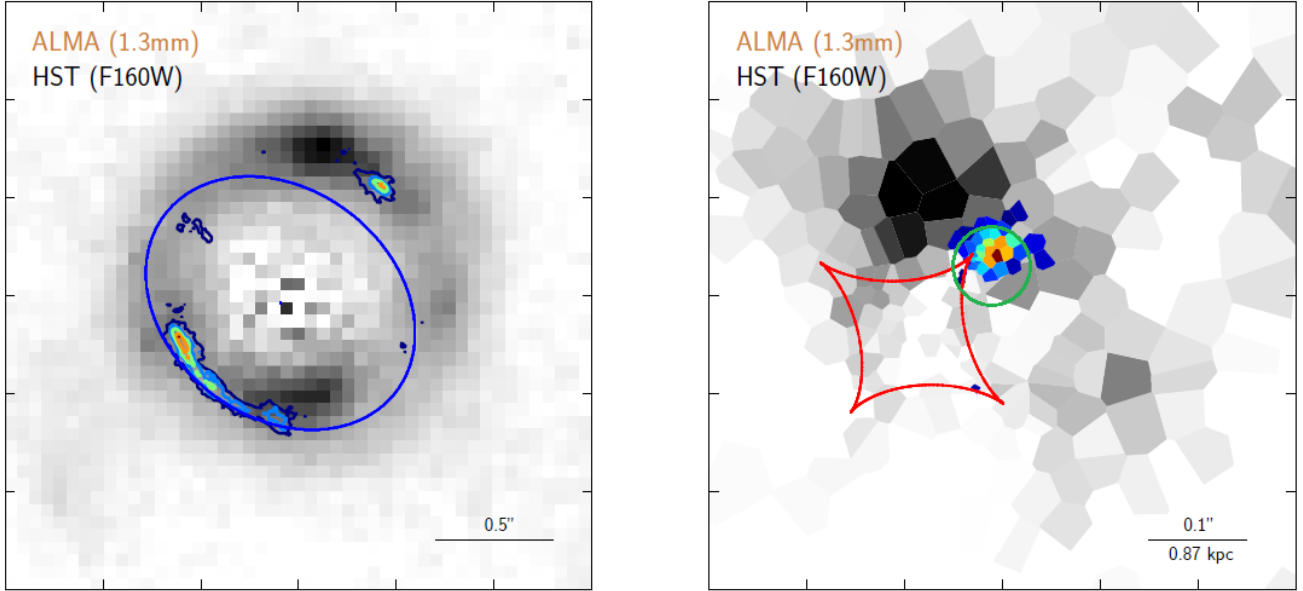 ALMA (1.3mm)
HST (F160W)
0.5"
ALMA (1.3mm)
HST (F160W)
0.1"
0.87 kpc